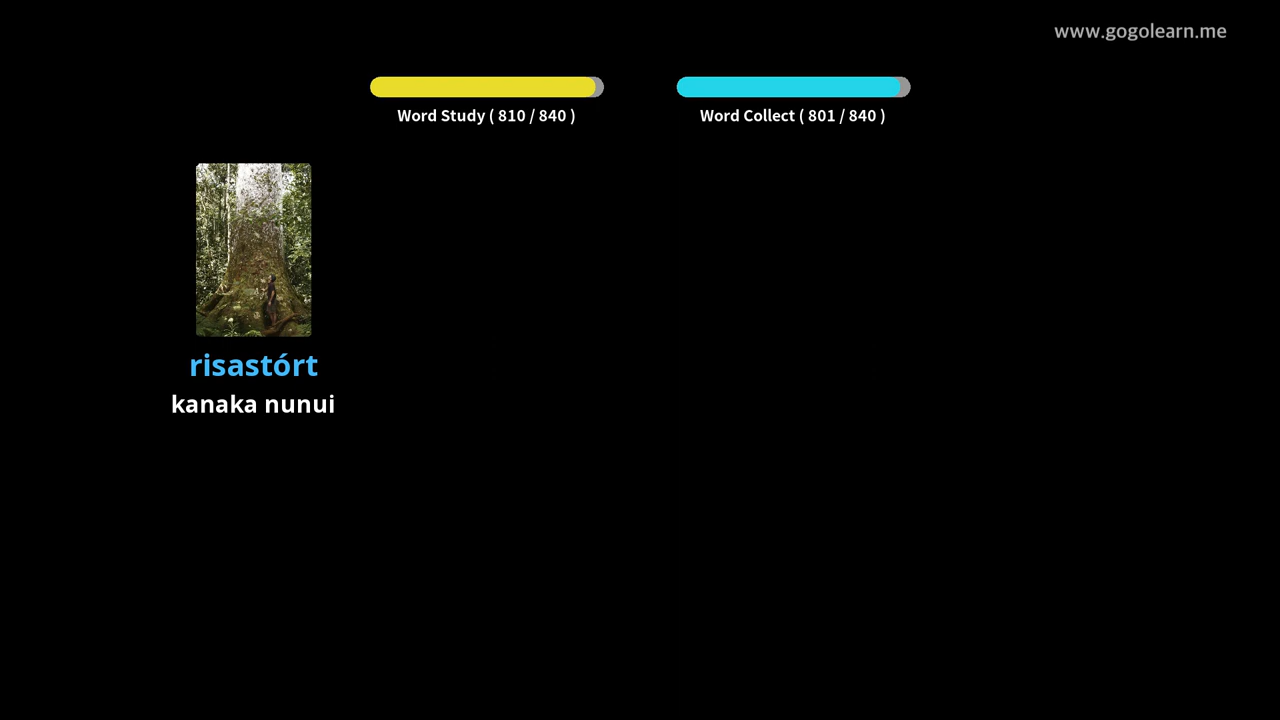 www.gogolearn.me
Word Study ( 810 / 840 )
Word Collect ( 801 / 840 )
risastórt
kanaka nunui